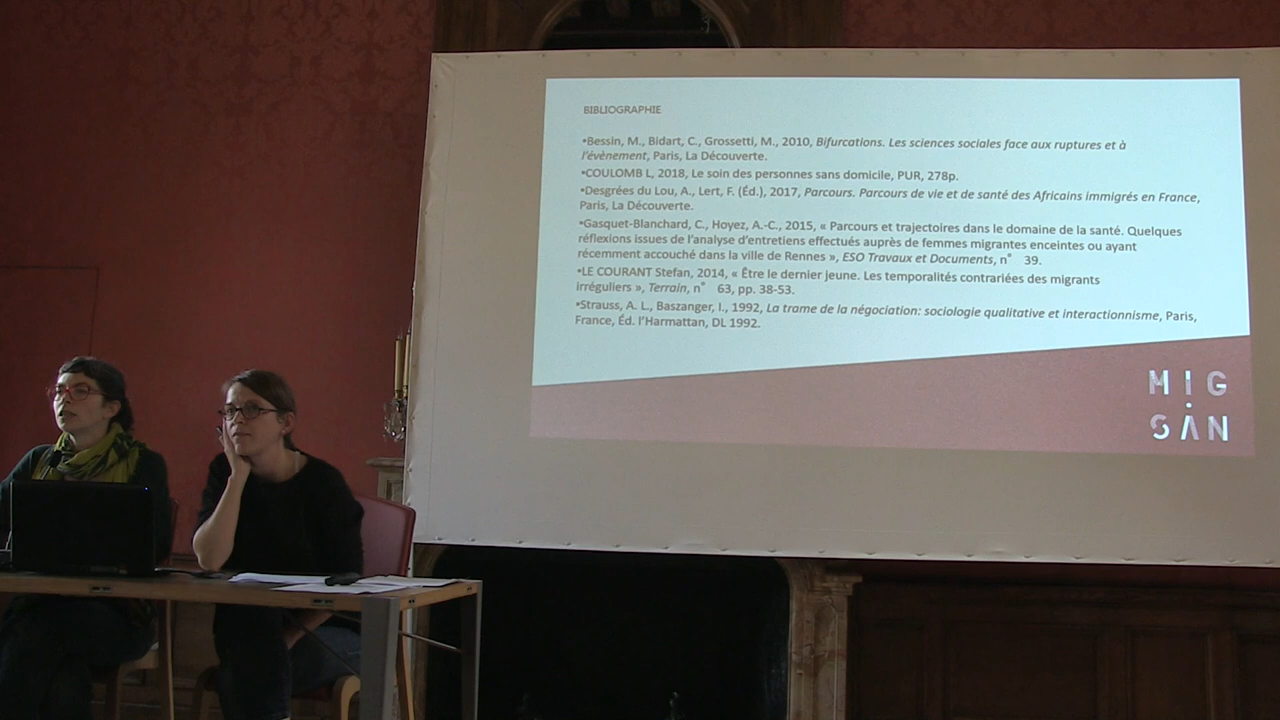 BIBLIOGRAPHIE
•Bessin, M., Bidart, C., Grossetti, M., 2010, Bifurcations. Les sciences sociales face aux ruptures et à
l'évènement, Paris, La Découverte.
•COULOMB L, 2018, Le soin des personnes sans domicile, PUR, 278p.
•Desgrées du Lou, A., Lert, F. (Éd.), 2017, Parcours. Parcours de vie et de santé des Africains immigrés en France,
Paris, La Découverte.
•Gasquet-Blanchard, C., Hoyez, A.-C., 2015, « Parcours et trajectoires dans le domaine de la santé. Quelques
réflexions issues de l'analyse d'entretiens effectués auprès de femmes migrantes enceintes ou ayant
récemment accouché dans la ville de Rennes », ESO Travaux et Documents, n° 39.
•LE COURANT Stefan, 2014, « Être le dernier jeune. Les temporalités contrariées des migrants
irréguliers », Terrain, n° 63, pp. 38-53.
•Strauss, A. L., Baszanger, I., 1992, La trame de la négociation: sociologie qualitative et interactionnisme, Paris,
France, Éd. l'Harmattan, DL 1992.
MIG
SAN